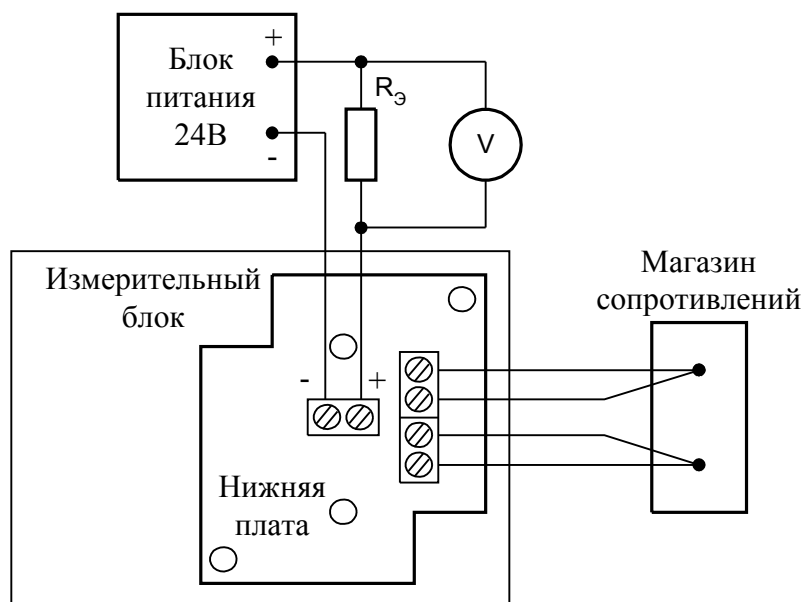 Блок
питания
24В
+
-
RЭ
V
Измерительный
блок
Магазин
сопротивлений
-
+
Нижняя
плата